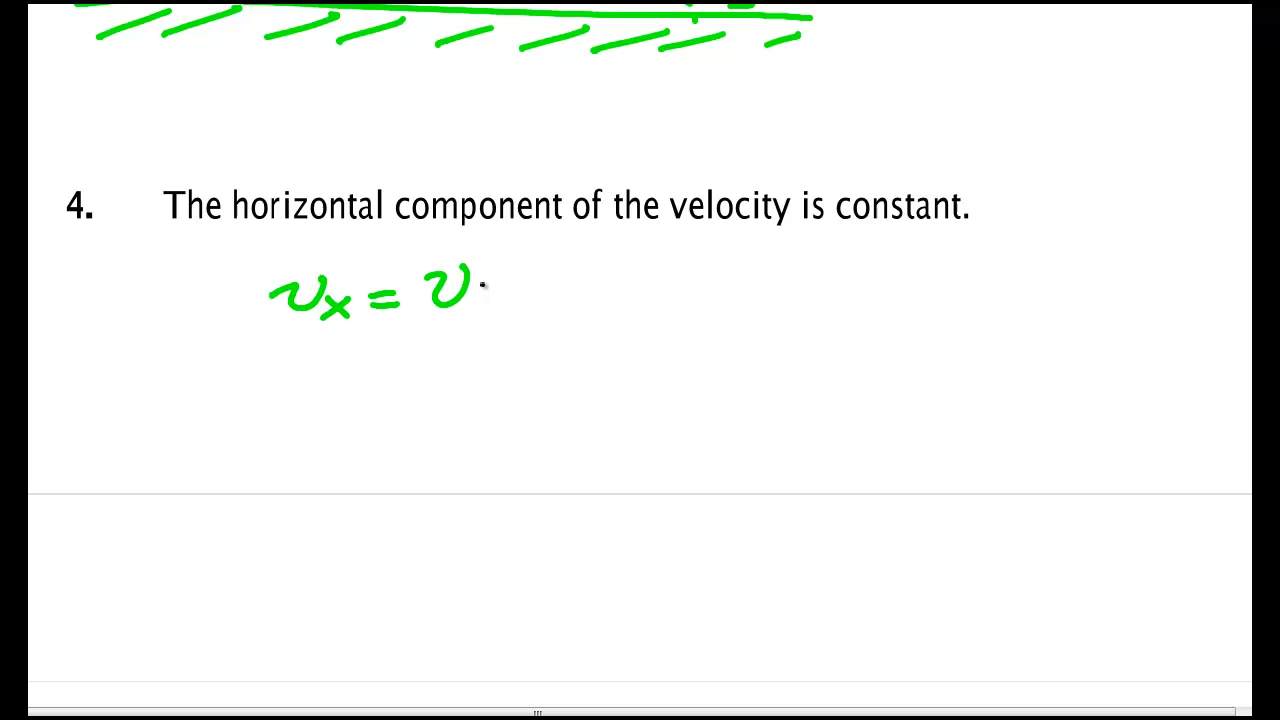 4. The horizontal component of the velocity is constant.
vx = v